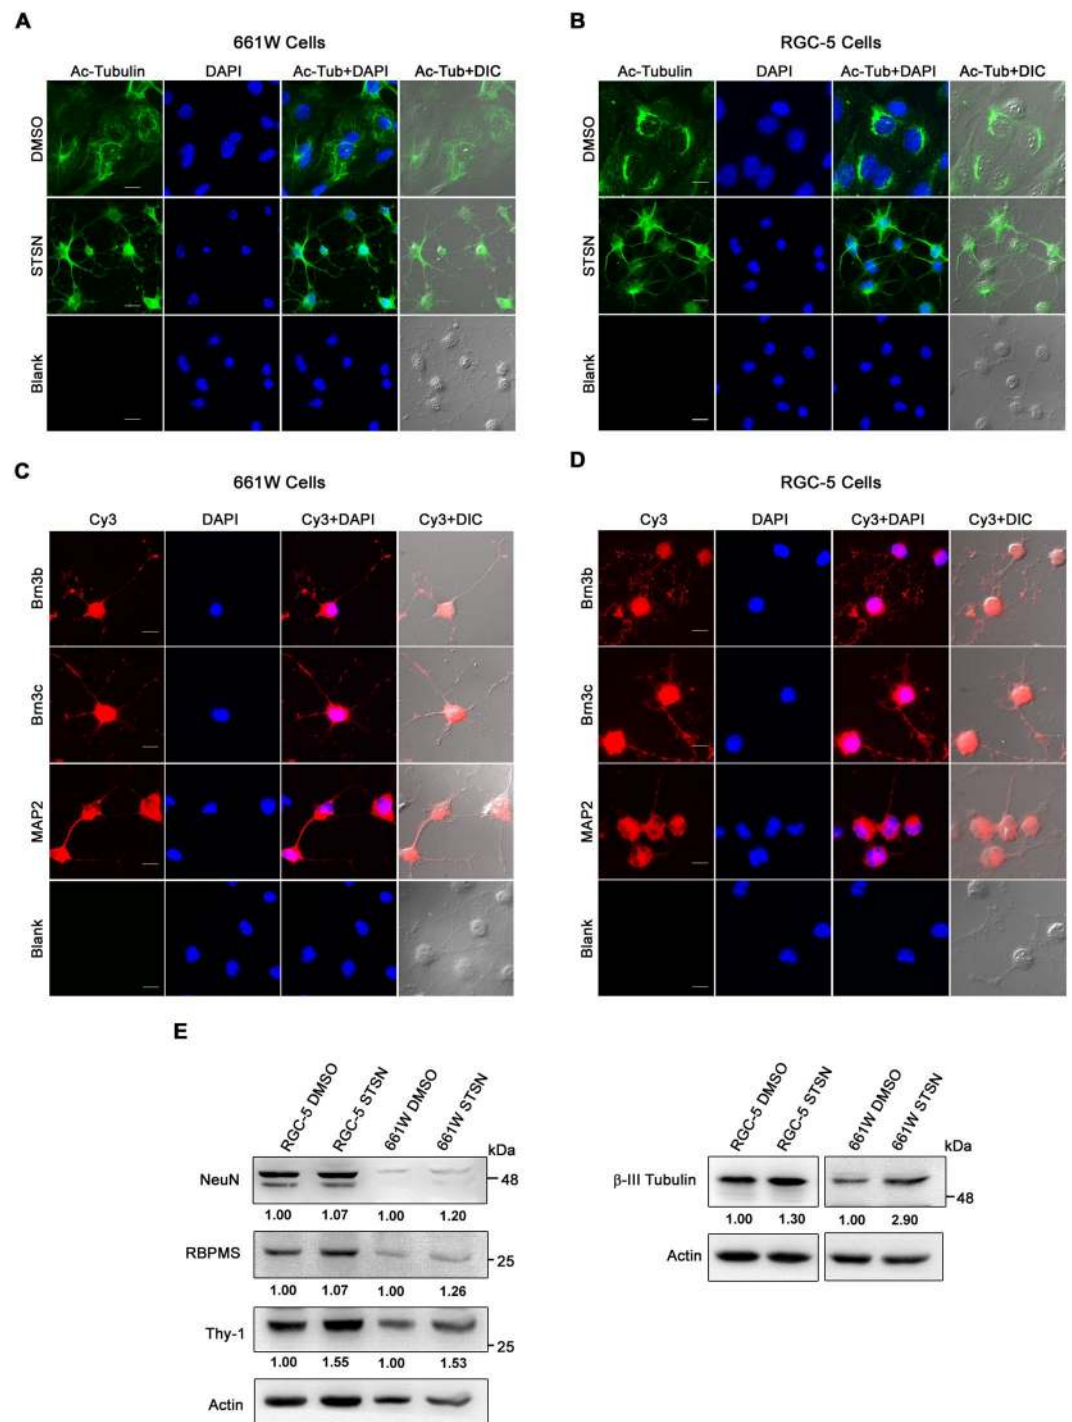 A
661W Cells
Ac-Tubulin DAPI Ac-Tub+DAPI Ac-Tub+DIC
DMSO
STSN
Blank
B
RGC-5 Cells
Ac-Tubulin DAPI Ac-Tub+DAPI Ac-Tub+DIC
DMSO
STSN
Blank
C
661W Cells
Cy3 DAPI Cy3+DAPI Cy3+DIC
Brn3b
Brn3c
MAP2
Blank
D
RGC-5 Cells
Cy3 DAPI Cy3+DAPI Cy3+DIC
Brn3b
Brn3c
MAP2
Blank
E
RGC-5 DMSO RGC-5 STSN 661W DMSO 661W STSN
kDa
NeuN 48
1.00 1.07 1.00 1.20
RBPMS 25
1.00 1.07 1.00 1.26
Thy-1 25
1.00 1.55 1.00 1.53
Actin
RGC-5 DMSO RGC-5 STSN 661W DMSO 661W STSN
kDa
β-III Tubulin 48
1.00 1.30 1.00 2.90
Actin